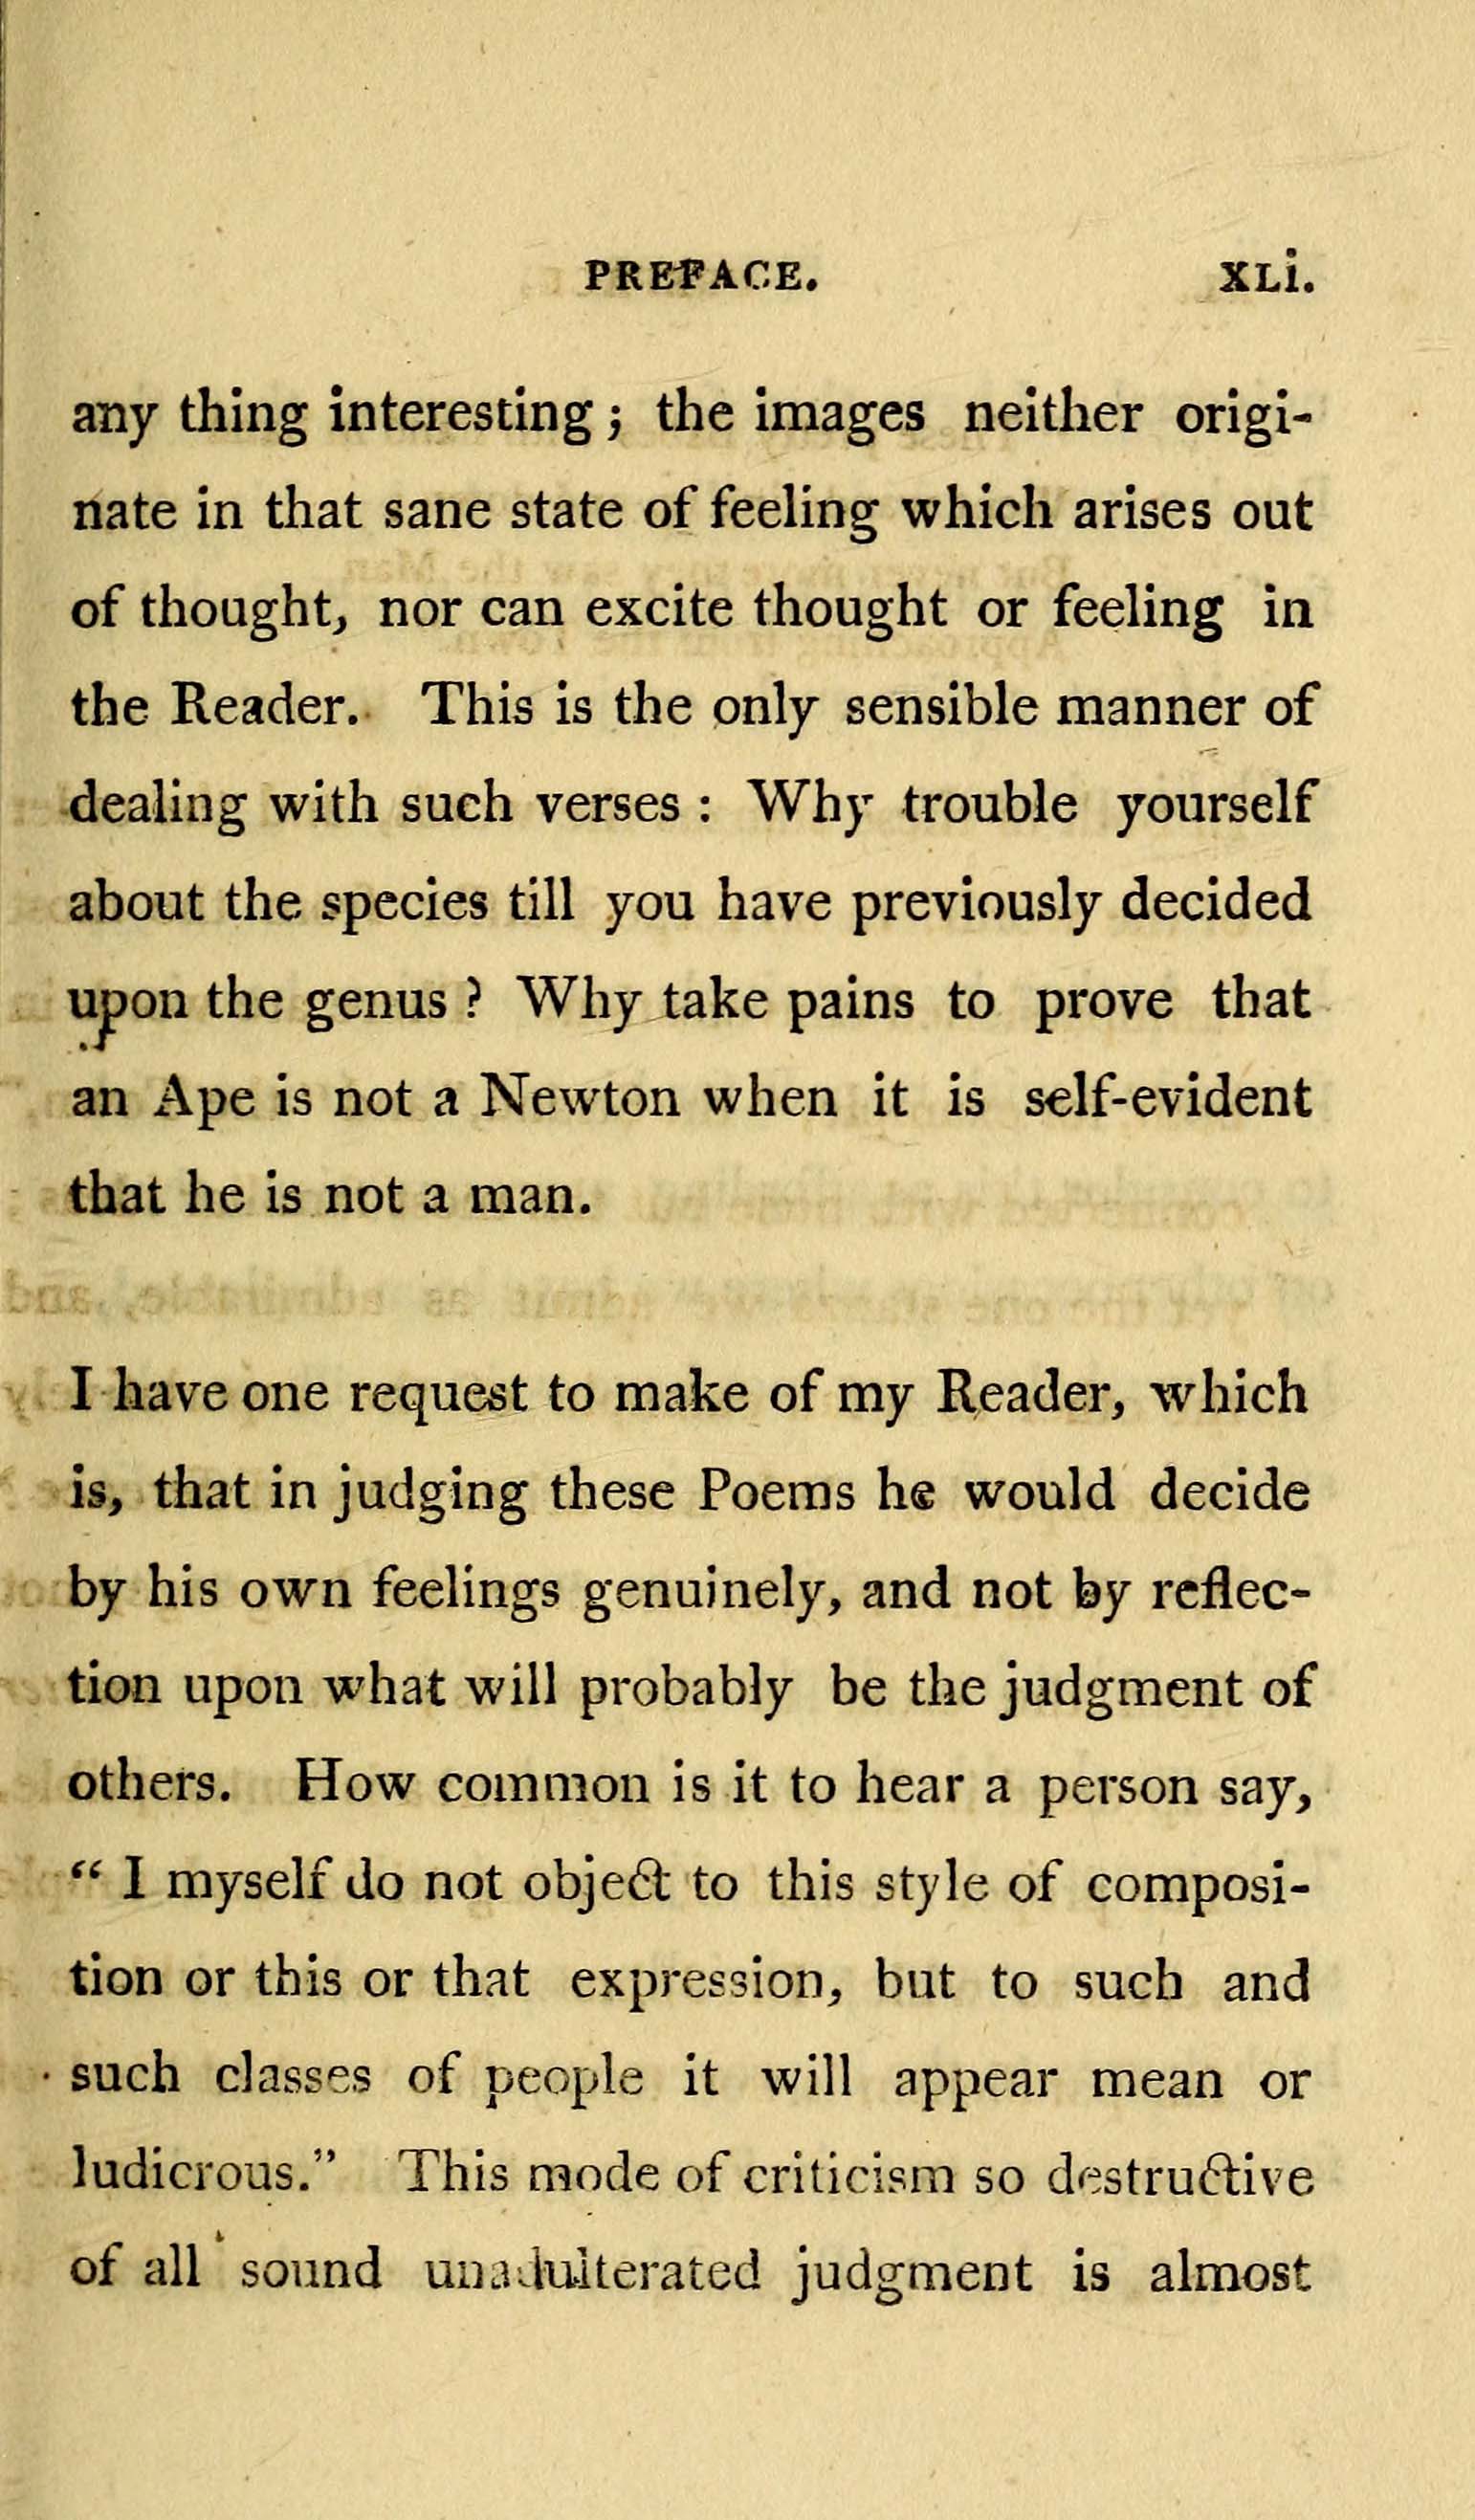 PREFACE. XLi.
any thing interesting; the images neither origi-
nate in that sane state of feeling which arises out
of thought, nor can excite thought or feeling in
the Reader. This is the only sensible manner of
dealing with such verses: Why trouble yourself
about the species till you have previously decided
upon the genus? Why take pains to prove that
an Ape is not a Newton when it is self-evident
that he is not a man.
I have one request to make of my Reader, which
is, that in judging these Poems he would decide
by his own feelings genuinely, and not by reflec-
tion upon what will probably be the judgment of
others. How common is it to hear a person say,
“I myself do not object to this style of composi-
tion or this or that expression, but to such and
such classes of people it will appear mean or
ludicrous.” This mode of criticism so destructive
of all sound unadulterated judgment is almost